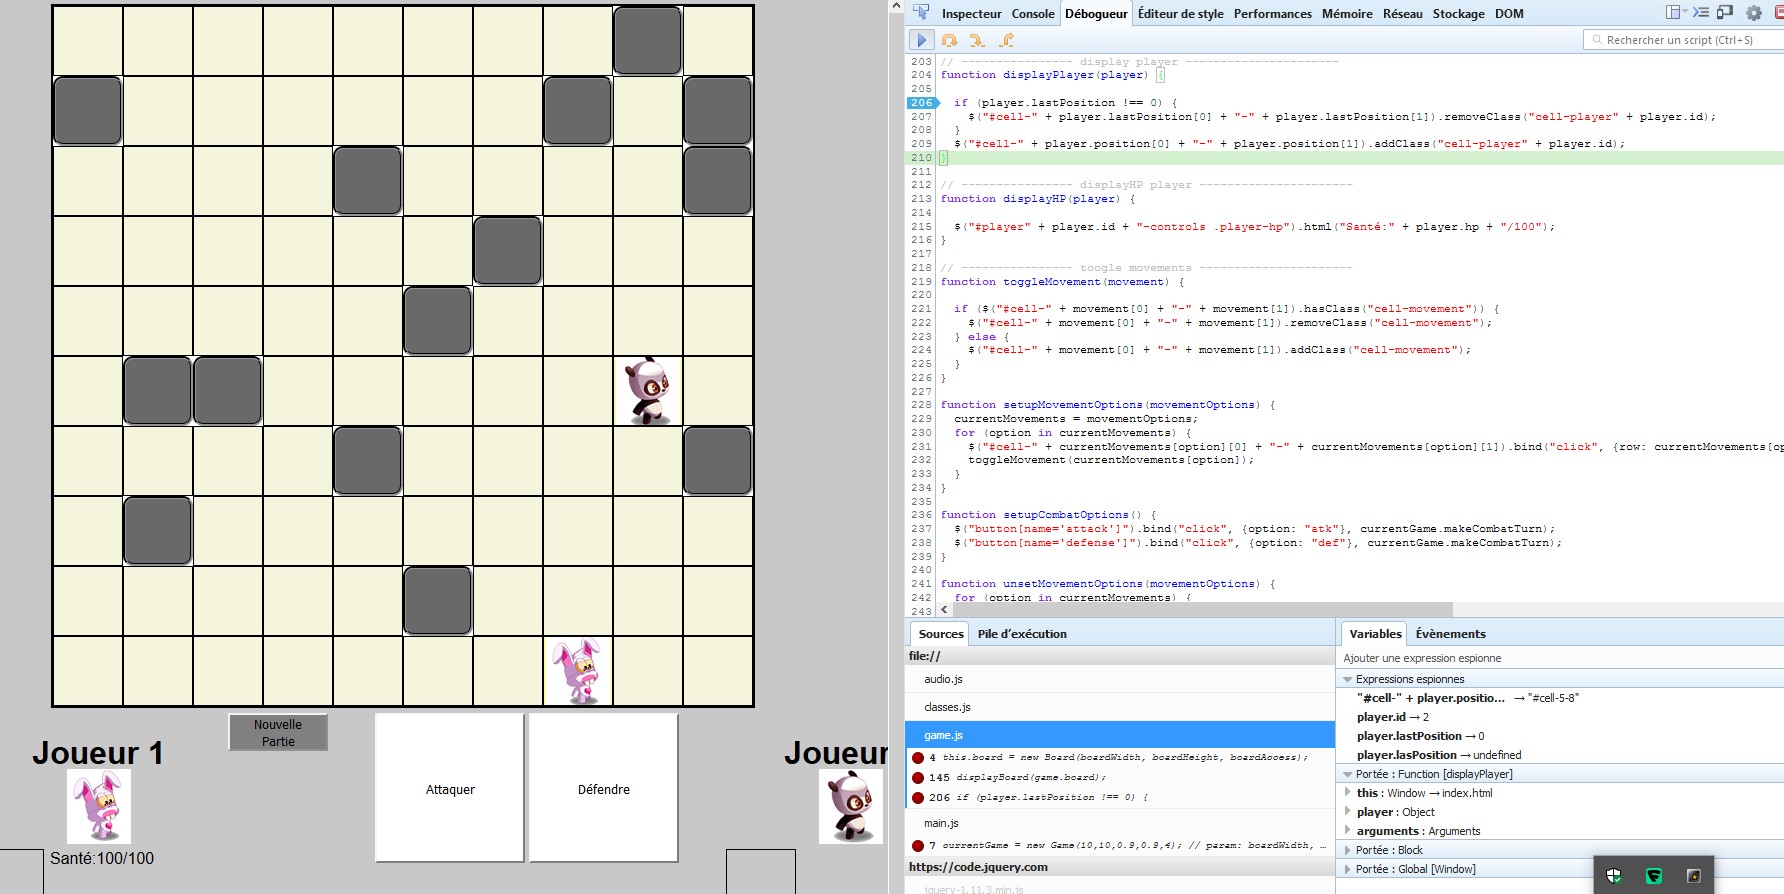 Nouvelle
Partie
Joueur 1
Attaquer
Défendre
Joueur
Santé:100/100
Inspecteur Console Débogueur Éditeur de style Performances Mémoire Réseau Stockage DOM
Rechercher un script (Ctrl+S)
203 // ---------------- display player ----------------------
204 function displayPlayer(player) {
205
206 if (player.lastPosition !== 0) {
207 $("#cell-" + player.lastPosition[0] + "-" + player.lastPosition[1]).removeClass("cell-player" + player.id);
208 }
209 $("#cell-" + player.position[0] + "-" + player.position[1]).addClass("cell-player" + player.id);
210 }
211
212 // ---------------- displayHP player ----------------------
213 function displayHP(player) {
214
215 $("#player" + player.id + "-controls .player-hp").html("Santé:" + player.hp + "/100");
216 }
217
218 // ---------------- toogle movements ----------------------
219 function toggleMovement(movement) {
220
221 if ($("#cell-" + movement[0] + "-" + movement[1]).hasClass("cell-movement")) {
222 $("#cell-" + movement[0] + "-" + movement[1]).removeClass("cell-movement");
223 } else {
224 $("#cell-" + movement[0] + "-" + movement[1]).addClass("cell-movement");
225 }
226 }
227
228 function setupMovementOptions(movementOptions) {
229 currentMovements = movementOptions;
230 for (option in currentMovements) {
231 $("#cell-" + currentMovements[option][0] + "-" + currentMovements[option][1]).bind("click", {row: currentMovements[op
232 toggleMovement(currentMovements[option]);
233 }
234 }
235
236 function setupCombatOptions() {
237 $("button[name='attack']").bind("click", {option: "atk"}, currentGame.makeCombatTurn);
238 $("button[name='defense']").bind("click", {option: "def"}, currentGame.makeCombatTurn);
239 }
240
241 function unsetMovementOptions(movementOptions) {
242 for (option in currentMovements) {
243
Sources Pile d'exécution
file://
audio.js
classes.js
game.js
4 this.board = new Board(boardWidth, boardHeight, boardAccess);
145 displayBoard(game.board);
206 if (player.lastPosition !== 0) {
main.js
7 currentGame = new Game(10,10,0.9,0.9,4); // param: boardWidth, …
https://code.jquery.com
jquery-1.11.3.min.js
Variables Évènements
Ajouter une expression espionne
Expressions espionnes
"#cell-" + player.positio... → "#cell-5-8"
player.id → 2
player.lastPosition → 0
player.lasPosition → undefined
Portée : Function [displayPlayer]
this : Window → index.html
player : Object
arguments : Arguments
Portée : Block
Portée : Global [Window]